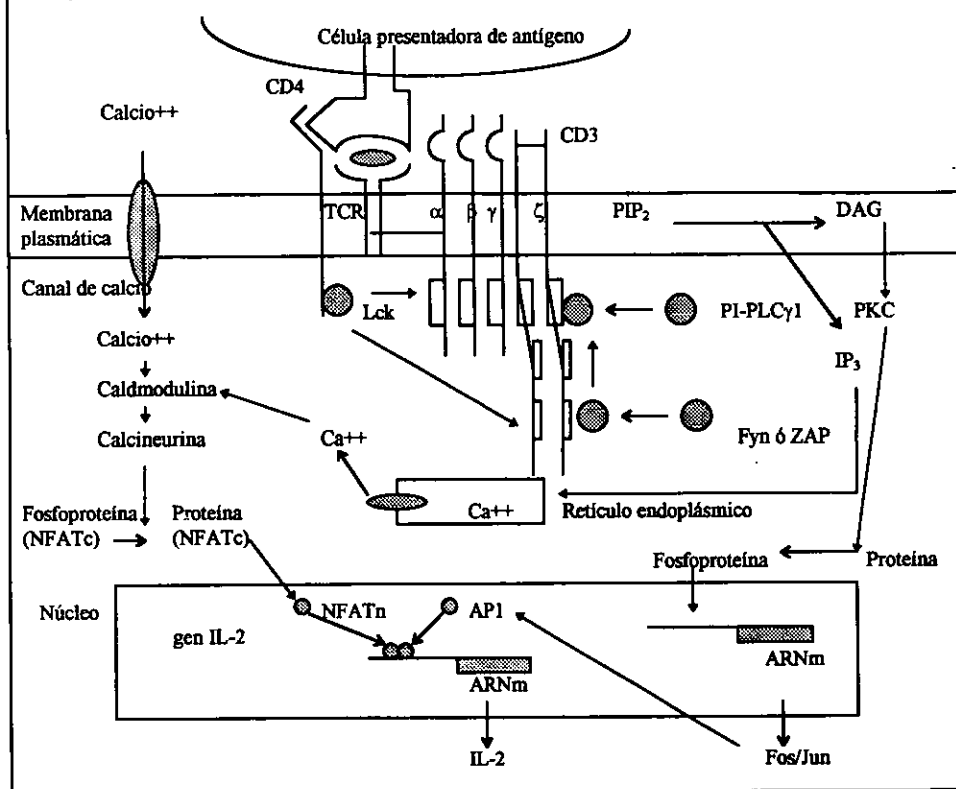 Célula presentadora de antígeno
CD4
Calcio++
CD3
Membrana
plasmática
TCR
α
β
γ
ζ
PIP2
DAG
Canal de calcio
Lck
PI-PLCγ1
PKC
Calcio++
IP3
Caldmodulina
Calcineurina
Ca++
Fyn ó ZAP
Ca++
Retículo endoplásmico
Fosfoproteína
(NFATc)
Proteína
(NFATc)
Fosfoproteína
Proteína
Núcleo
NFATn
AP1
gen IL-2
ARNm
ARNm
IL-2
Fos/Jun